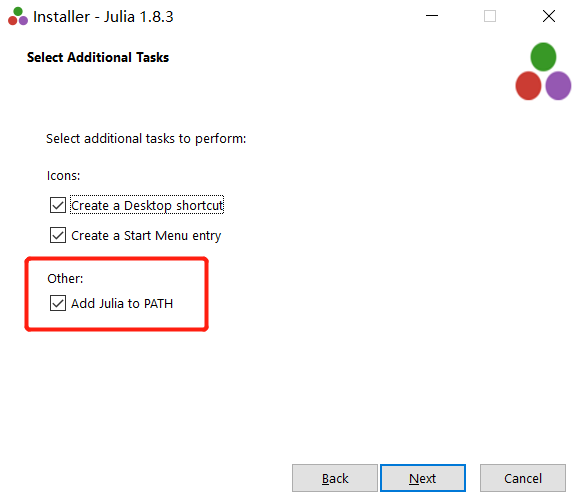 Installer - Julia 1.8.3
Select Additional Tasks
Select additional tasks to perform:
Icons:
Create a Desktop shortcut
Create a Start Menu entry
Other:
Add Julia to PATH
Back Next Cancel